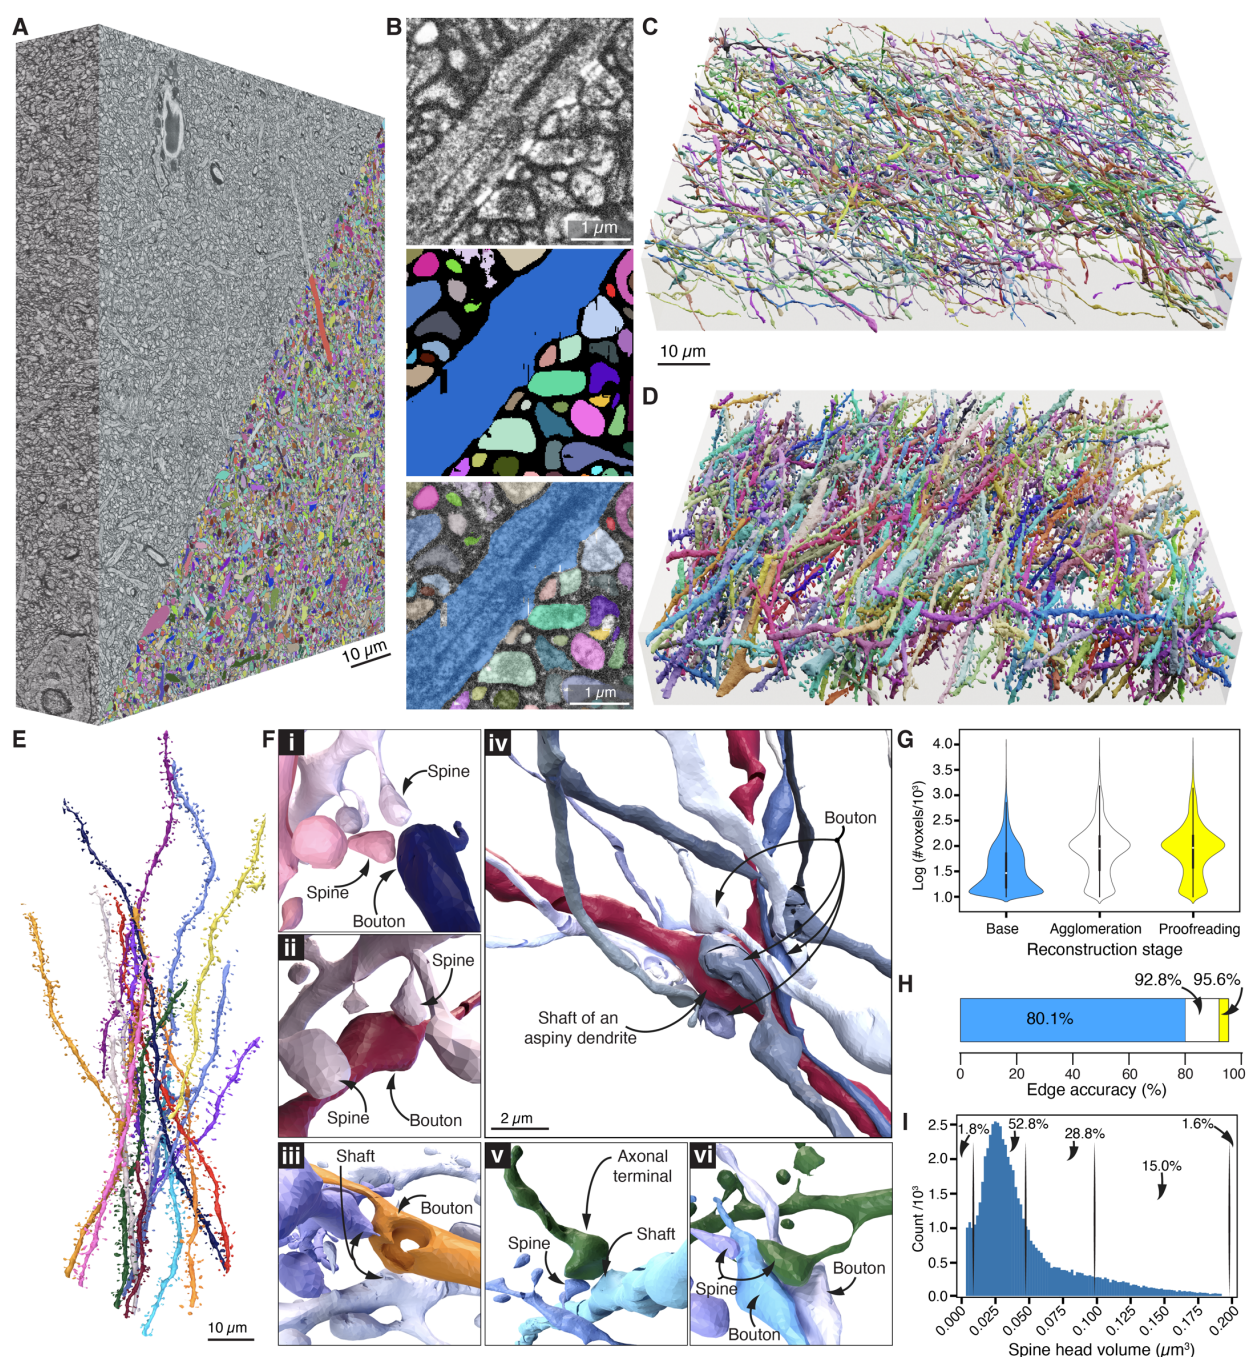 A
10 µm
B
1 µm
1 µm
C
10 µm
D
E
10 µm
F
i
Spine
Spine
Bouton
ii
Spine
Spine
Bouton
iii
Shaft
Bouton
iv
Bouton
Shaft of an
aspiny dendrite
2 µm
v
Axonal
terminal
Spine
Shaft
vi
Spine
Bouton
Bouton
G
Log (#voxels/10³)
4.0
3.5
3.0
2.5
2.0
1.5
1.0
Base
Agglomeration
Proofreading
Reconstruction stage
H
92.8%
95.6%
80.1%
0
20
40
60
80
100
Edge accuracy (%)
I
Count /10³
2.5
2.0
1.5
1.0
0.5
0.0
1.8%
52.8%
28.8%
15.0%
1.6%
0.000
0.025
0.050
0.075
0.100
0.125
0.150
0.175
0.200
Spine head volume (µm³)